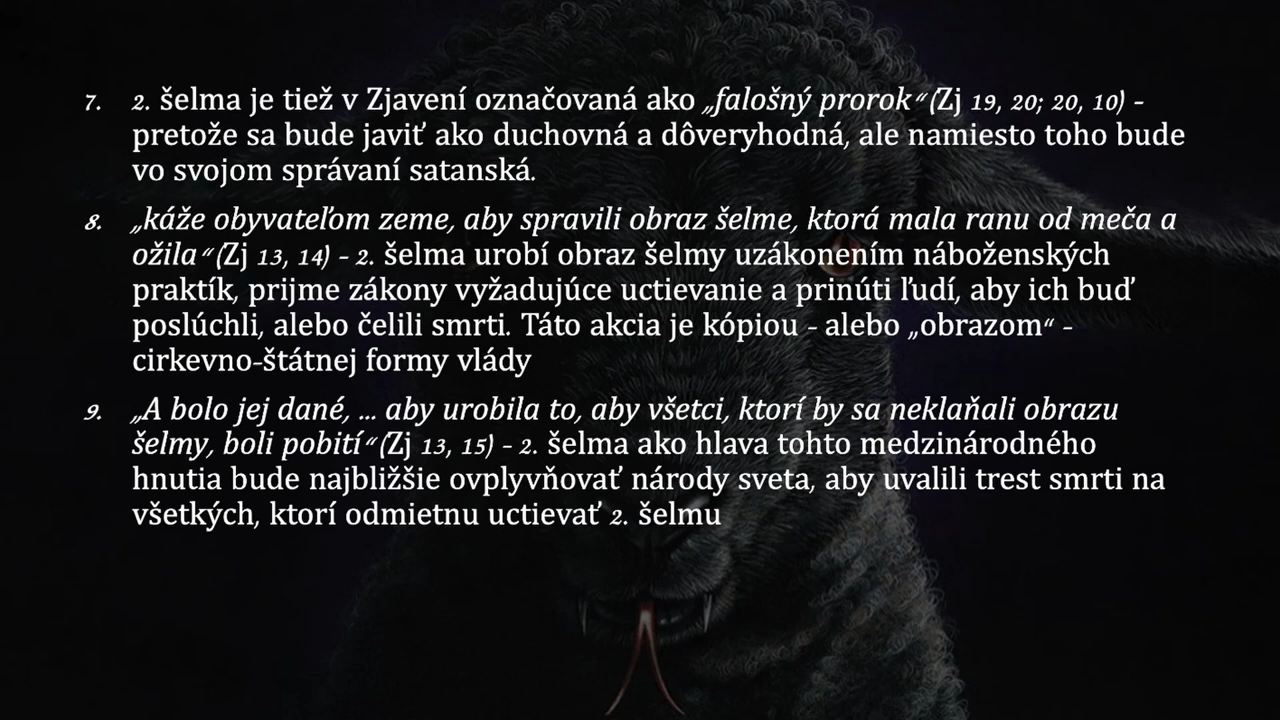 7. 2. šelma je tiež v Zjavení označovaná ako „falošný prorok“(Zj 19, 20; 20, 10) -
pretože sa bude javiť ako duchovná a dôveryhodná, ale namiesto toho bude
vo svojom správaní satanská.
8. „káže obyvateľom zeme, aby spravili obraz šelme, ktorá mala ranu od meča a
ožila“(Zj 13, 14) - 2. šelma urobí obraz šelmy uzákonením náboženských
praktík, prijme zákony vyžadujúce uctievanie a prinúti ľudí, aby ich buď
poslúchli, alebo čelili smrti. Táto akcia je kópiou - alebo „obrazom“ -
cirkevno-štátnej formy vlády
9. „A bolo jej dané, ... aby urobila to, aby všetci, ktorí by sa neklaňali obrazu
šelmy, boli pobití“(Zj 13, 15) - 2. šelma ako hlava tohto medzinárodného
hnutia bude najbližšie ovplyvňovať národy sveta, aby uvalili trest smrti na
všetkých, ktorí odmietnu uctievať 2. šelmu